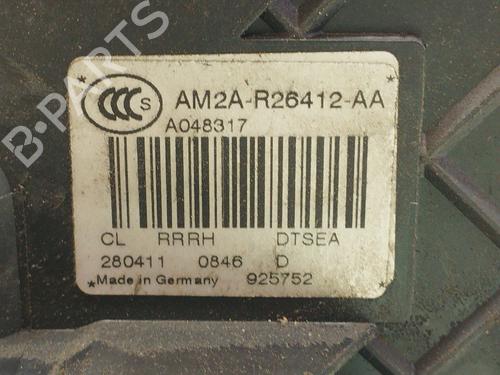 B-PARTS
CCC S AM2A-R26412-AA
A048317
CL RRRH DTSEA
280411 0846 D
*Made in Germany 925752 *